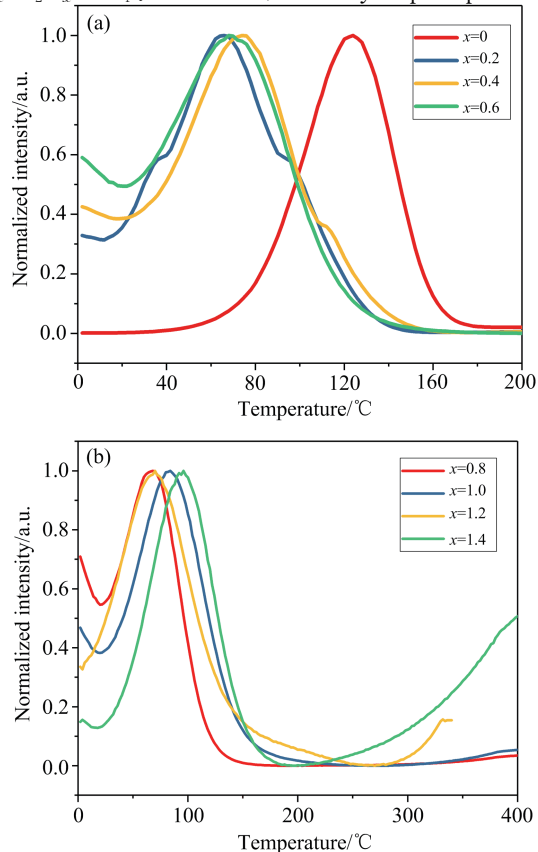 (a)
x=0
x=0.2
x=0.4
x=0.6
Normalized intensity/a.u.
1.0
0.8
0.6
0.4
0.2
0.0
0 40 80 120 160 200
Temperature/℃
(b)
x=0.8
x=1.0
x=1.2
x=1.4
Normalized intensity/a.u.
1.0
0.8
0.6
0.4
0.2
0.0
0 100 200 300 400
Temperature/℃